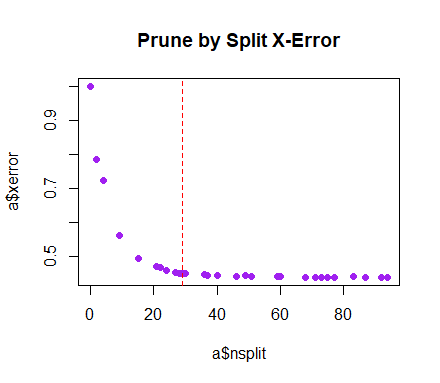 Prune by Split X-Error
a$xerror
0.9
0.7
0.5
0 20 40 60 80
a$nsplit